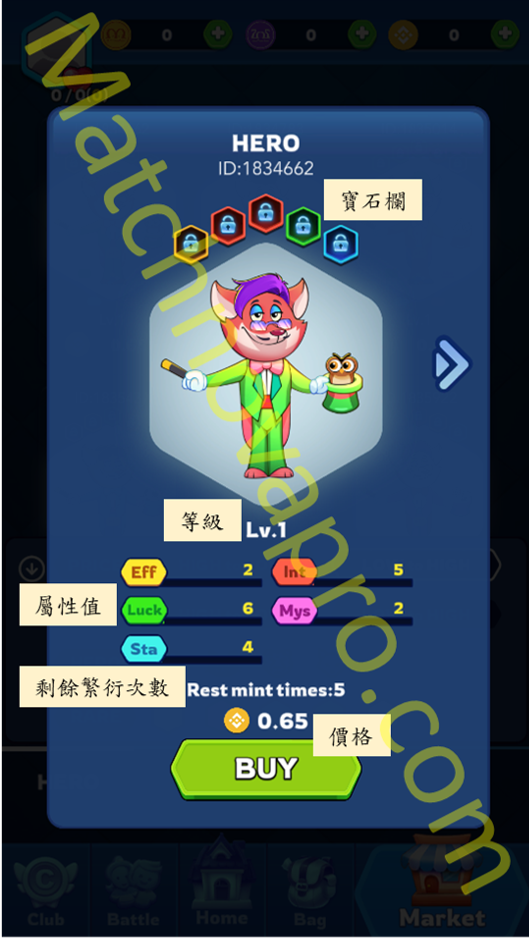 0
0
0
0 / 0(0)
HERO
ID:1834662
寶石欄
等級
Lv.1
Eff 2
Int 5
屬性值
Luck 6
Mys 2
Sta 4
剩餘繁衍次數
Rest mint times:5
0.65
價格
BUY
Club
Battle
Home
Bag
Market
Matchnovapro.com